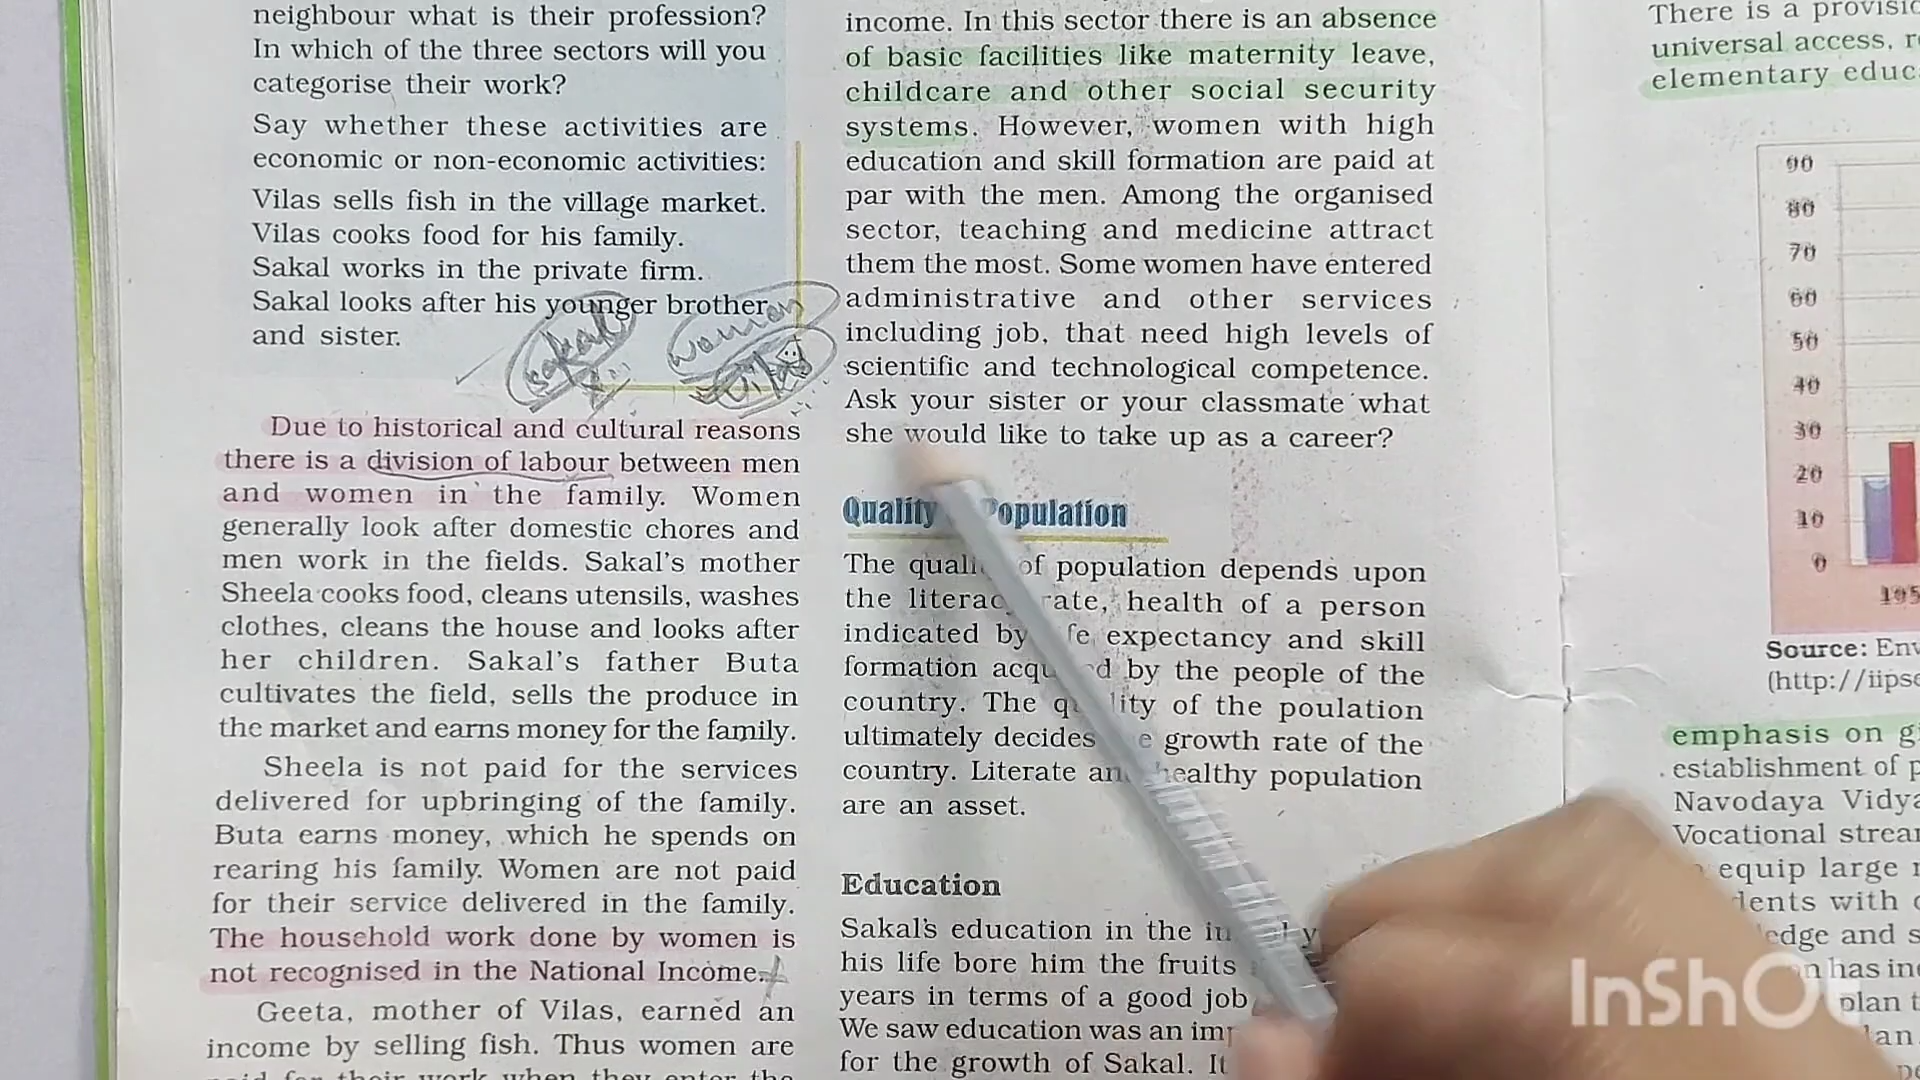 neighbour what is their profession?
In which of the three sectors will you
categorise their work?
Say whether these activities are
economic or non-economic activities:
Vilas sells fish in the village market.
Vilas cooks food for his family.
Sakal works in the private firm.
Sakal looks after his younger brother
and sister.
sakal
women
Due to historical and cultural reasons
there is a division of labour between men
and women in the family. Women
generally look after domestic chores and
men work in the fields. Sakal's mother
Sheela cooks food, cleans utensils, washes
clothes, cleans the house and looks after
her children. Sakal's father Buta
cultivates the field, sells the produce in
the market and earns money for the family.
Sheela is not paid for the services
delivered for upbringing of the family.
Buta earns money, which he spends on
rearing his family. Women are not paid
for their service delivered in the family.
The household work done by women is
not recognised in the National Income.
Geeta, mother of Vilas, earned an
income by selling fish. Thus women are
income. In this sector there is an absence
of basic facilities like maternity leave,
childcare and other social security
systems. However, women with high
education and skill formation are paid at
par with the men. Among the organised
sector, teaching and medicine attract
them the most. Some women have entered
administrative and other services
including job, that need high levels of
scientific and technological competence.
Ask your sister or your classmate what
she would like to take up as a career?
Quality Population
The of population depends upon
the health of a person
indicated by expectancy and skill
formation by the people of the
country. The of the poulation
ultimately decides growth rate of the
country. Literate population
are an asset.
Education
Sakal's education in the
his life bore him the fruits
years in terms of a good job
We saw education was an
for the growth of Sakal. It
There is a
universal access,
elementary
90
80
70
60
50
40
30
20
10
0
Source:
(http://
emphasis on
establishment of
Navodaya
Vocational
equip large
with
and
has
plan
InShOt